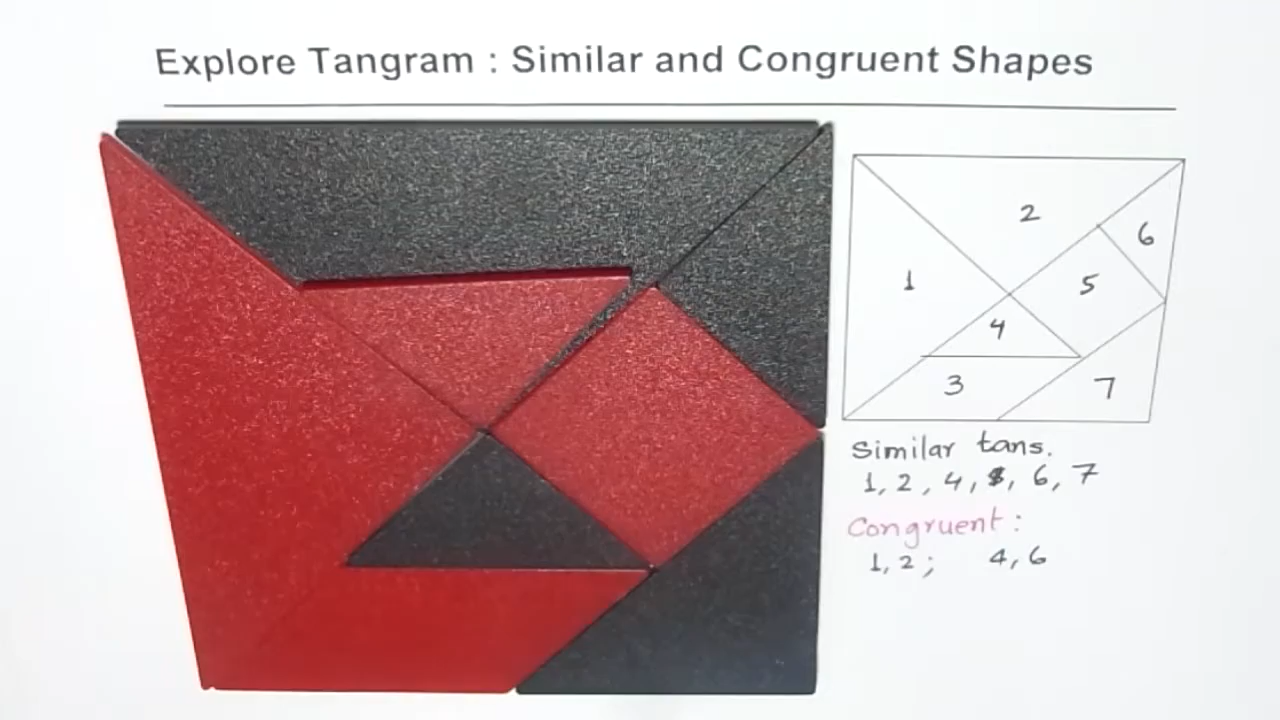 Explore Tangram : Similar and Congruent Shapes
2
6
1
5
4
3
7
Similar tans.
1, 2, 4, 6, 7
Congruent :
1, 2 ; 4, 6